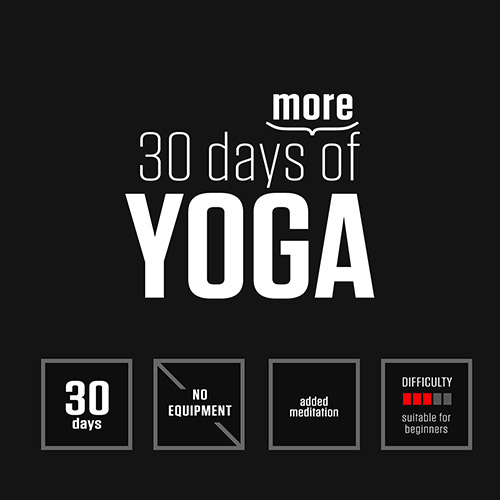 more
30 days of
YOGA
30
days
NO
EQUIPMENT
added
meditation
DIFFICULTY
suitable for
beginners